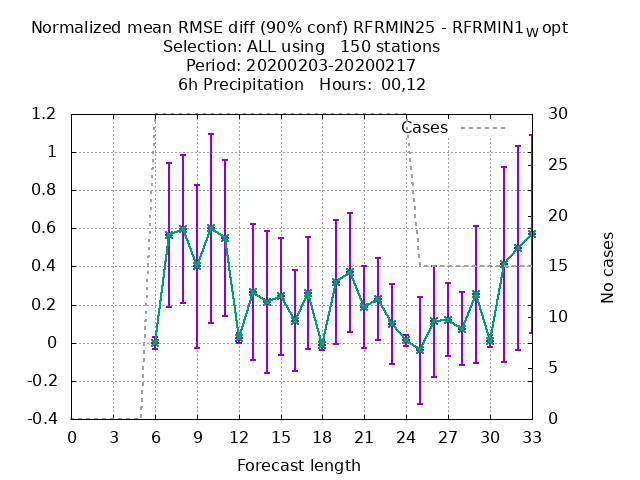 Normalized mean RMSE diff (90% conf) RFRMIN25 - RFRMIN1_W opt
Selection: ALL using 150 stations
Period: 20200203-20200217
6h Precipitation Hours: 00,12
Cases
1.2
1
0.8
0.6
0.4
0.2
0
-0.2
-0.4
30
25
20
15
10
5
0
No cases
0 3 6 9 12 15 18 21 24 27 30 33
Forecast length